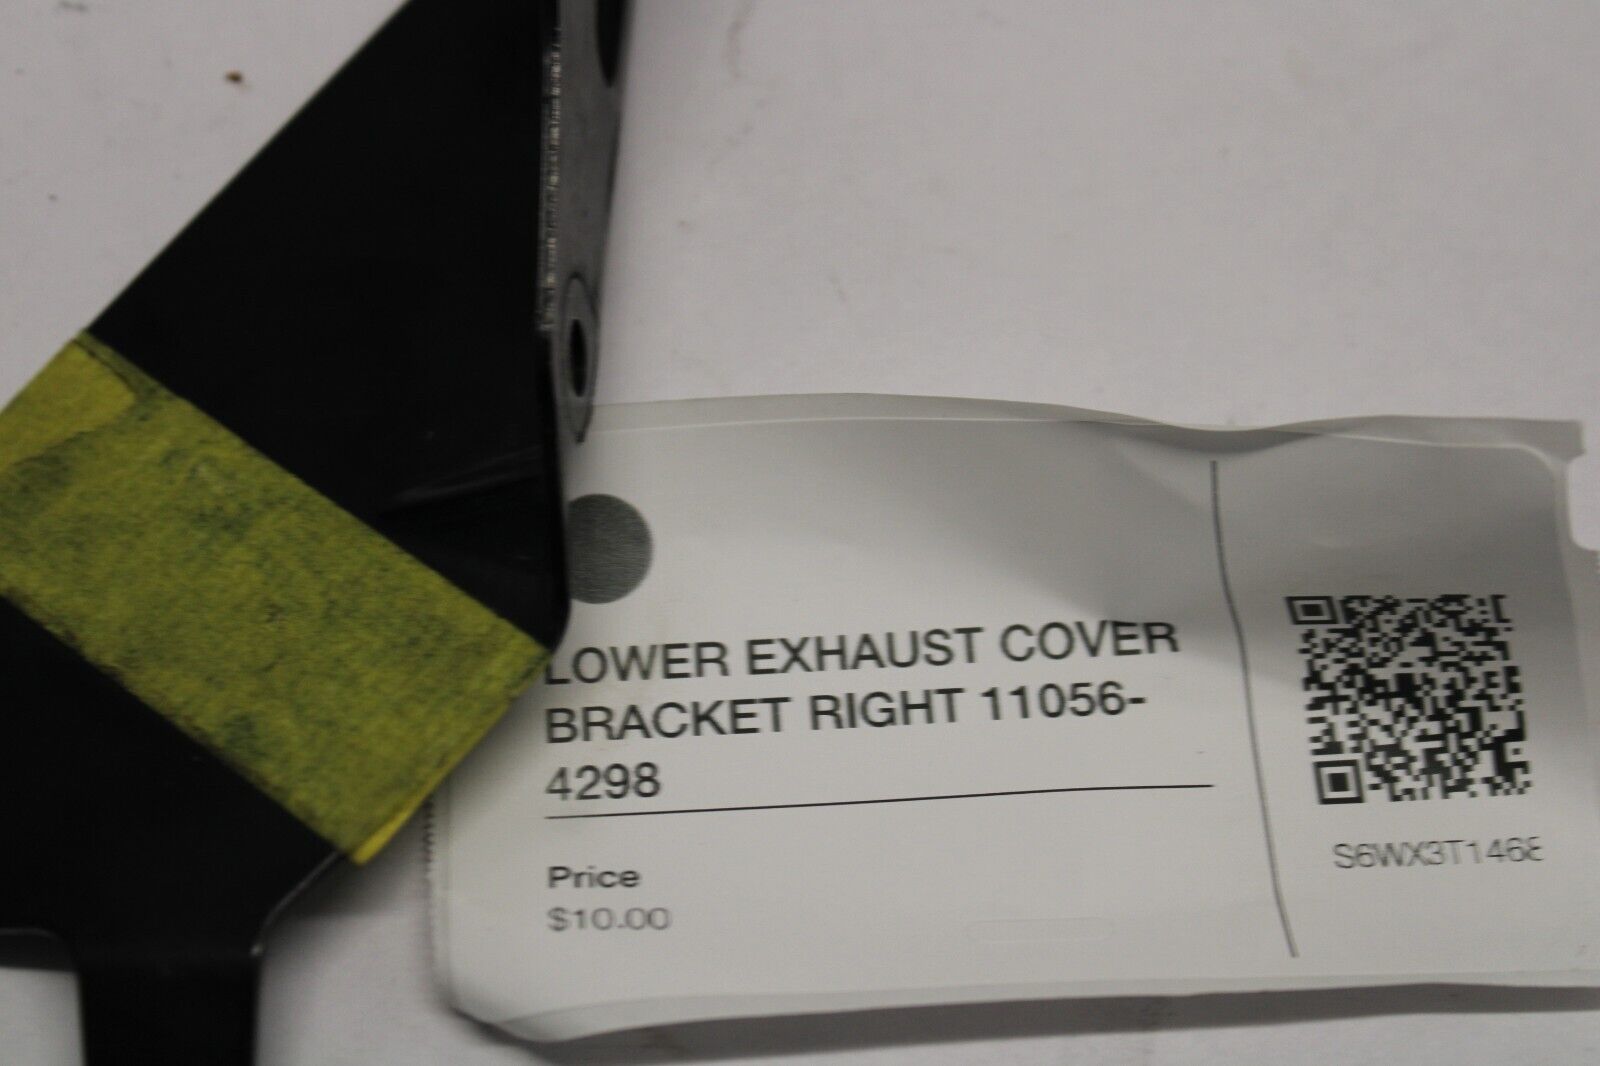 LOWER EXHAUST COVER
BRACKET RIGHT 11056-
4298
Price
$10.00
S6WX3T1468